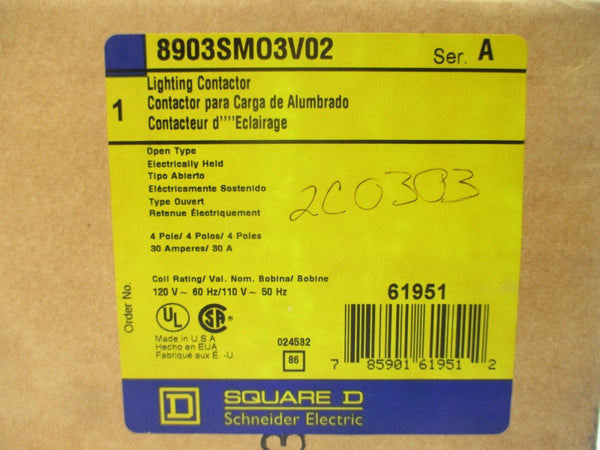 8903SMO3V02 Ser. A
1
Lighting Contactor
Contactor para Carga de Alumbrado
Contacteur d''''Eclairage
Open Type
Electrically Held
Tipo Abierto
Eléctricamente Sostenido
Type Ouvert
Retenue Électriquement
2C0303
4 Pole/ 4 Polos/ 4 Poles
30 Amperes/ 30 A
Coil Rating/ Val. Nom. Bobina/ Bobine
120 V ~ 60 Hz/110 V ~ 50 Hz
Order No.
61951
UL SA
Made in U.S.A
Hecho en EUA
Fabriqué aux É. -U.
024532
86
7 85901 61951 2
D SQUARE D
Schneider Electric